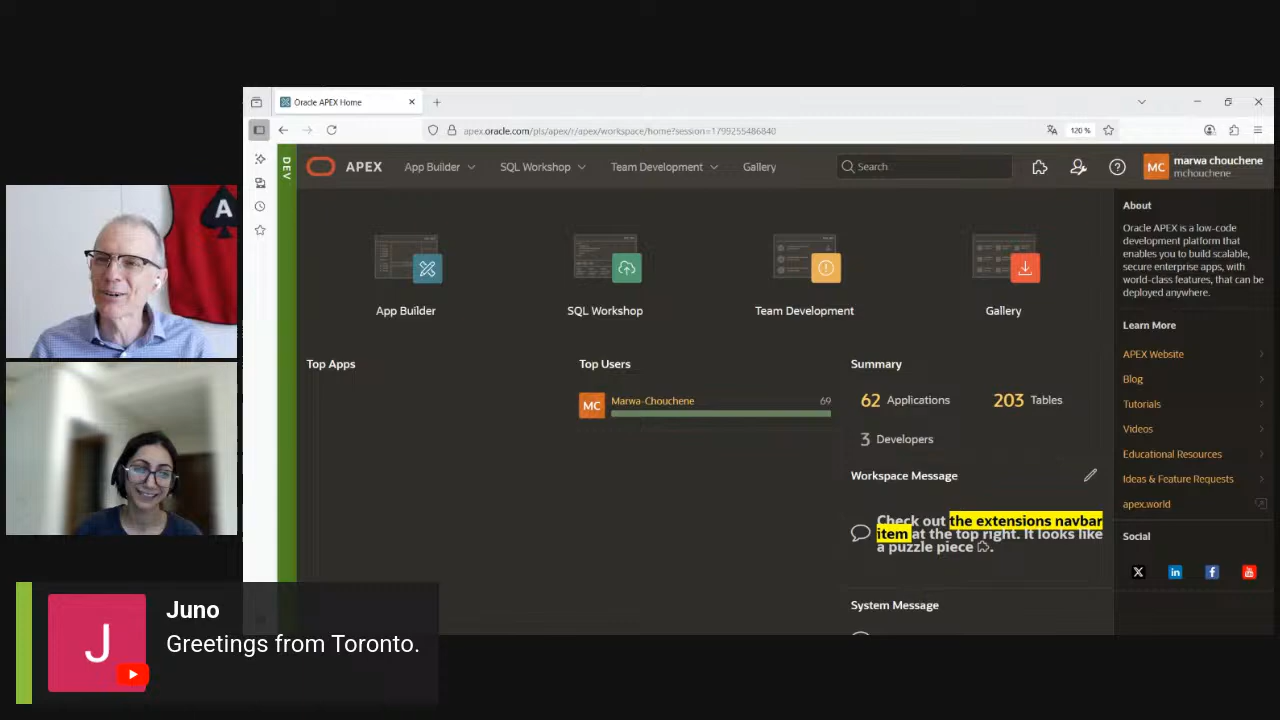 Oracle APEX Home
apex.oracle.com/pls/apex/r/apex/workspace/home?session=1799255486840
120 %
DEV
APEX
App Builder
SQL Workshop
Team Development
Gallery
Search...
MC
marwa chouchene
mchouchene
A
App Builder
SQL Workshop
Team Development
Gallery
Top Apps
Top Users
MC
Marwa-Chouchene
69
Summary
62 Applications
203 Tables
3 Developers
Workspace Message
Check out the extensions navbar
item at the top right. It looks like
a puzzle piece .
System Message
About
Oracle APEX is a low-code
development platform that
enables you to build scalable,
secure enterprise apps, with
world-class features, that can be
deployed anywhere.
Learn More
APEX Website
Blog
Tutorials
Videos
Educational Resources
Ideas & Feature Requests
apex.world
Social
J
Juno
Greetings from Toronto.